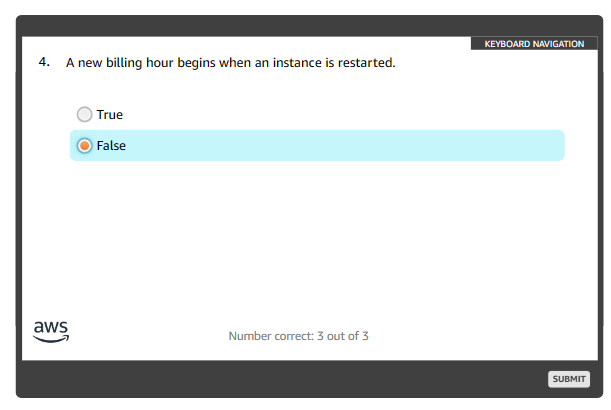 KEYBOARD NAVIGATION
4. A new billing hour begins when an instance is restarted.
True
False
aws
Number correct: 3 out of 3
SUBMIT